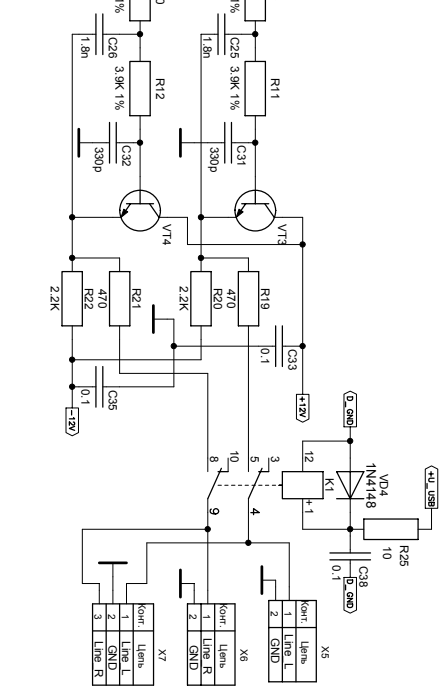 1%
0
1%
1.8n
C26
1.8n
C25
3.9K 1%
R12
3.9K 1%
R11
330p
C32
330p
C31
VT4
VT3
2.2K
R22
470
R21
2.2K
R20
470
R19
0.1
C33
0.1
C35
-12V
+12V
D_GND
+U_USB
VD4
1N4148
R25
10
C38
0.1
D_GND
12
K1
+1
8
10
9
5
3
4
X5
Конт.
Цепь
1
Line L
2
GND
X6
Конт.
Цепь
1
Line R
2
GND
X7
Конт.
Цепь
1
Line L
2
GND
3
Line R